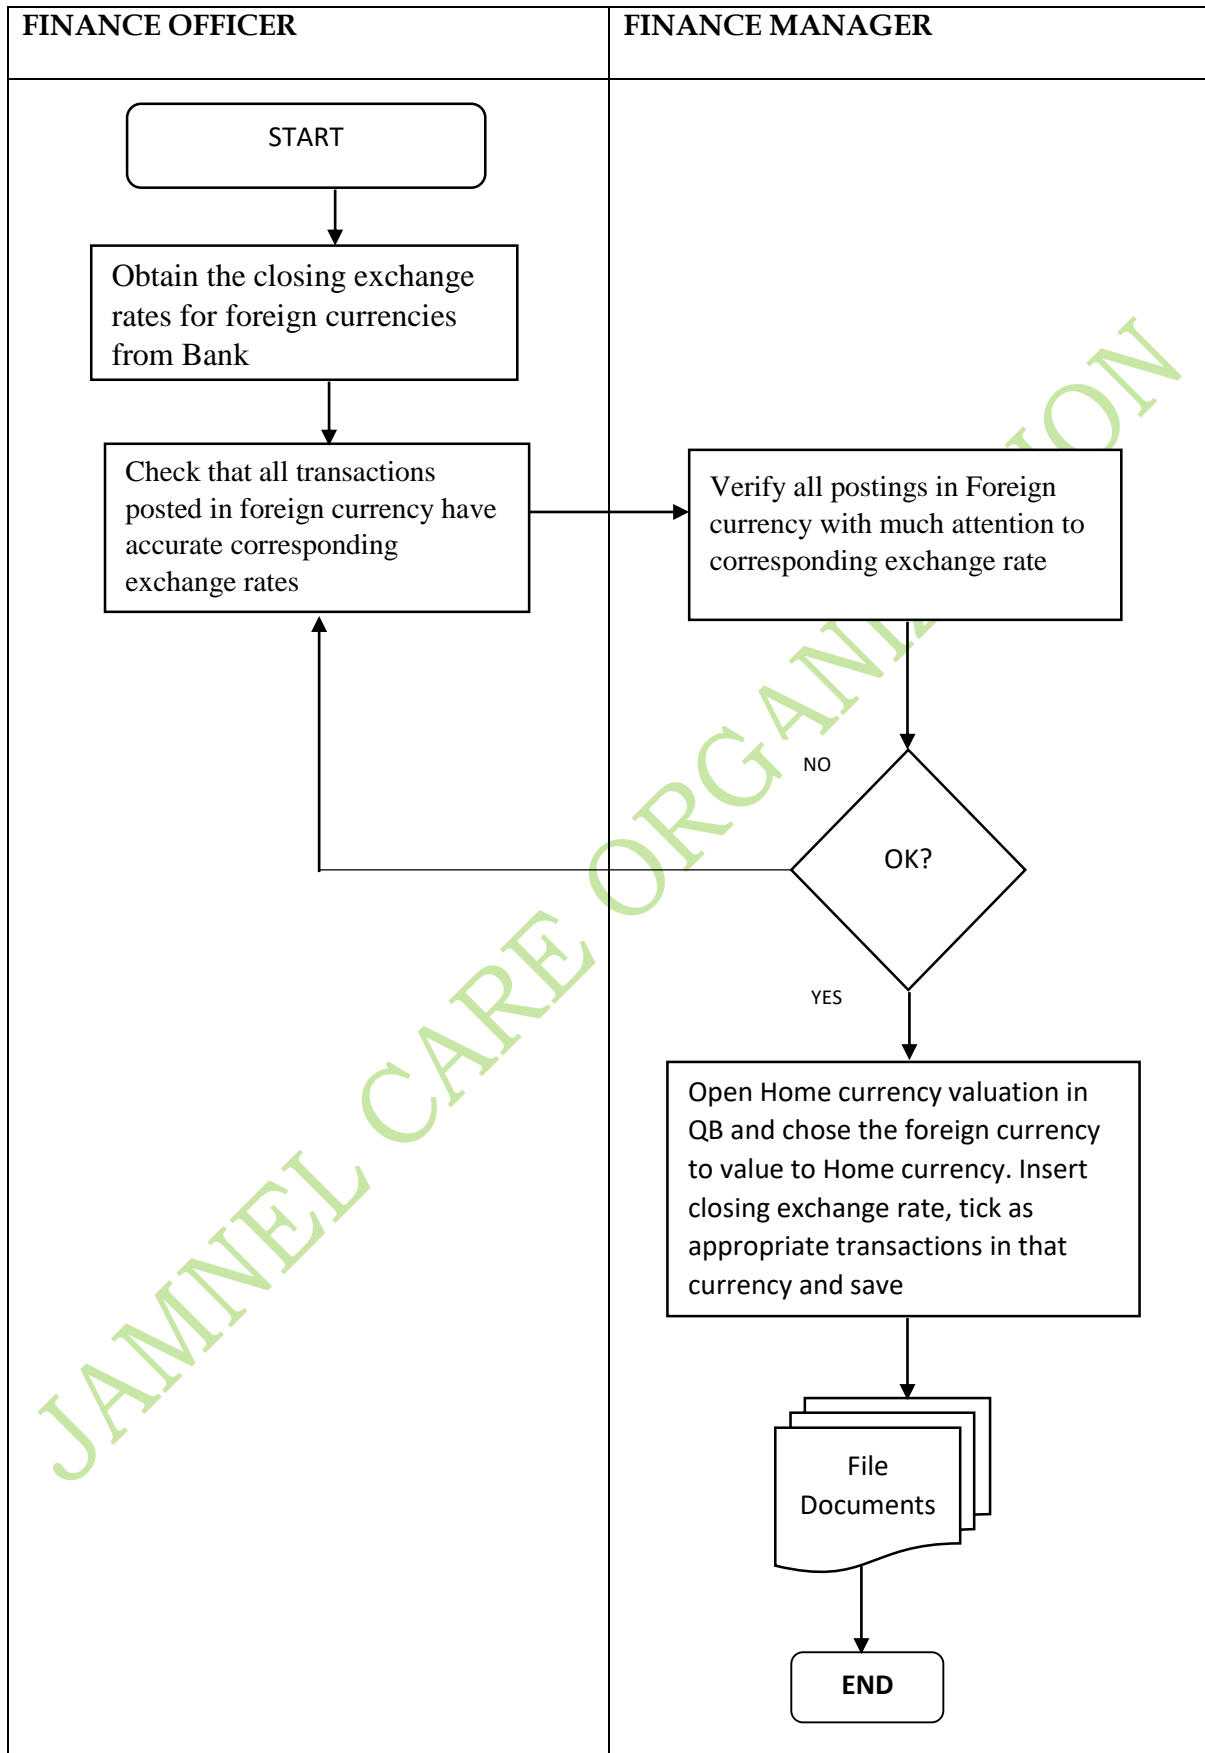 FINANCE OFFICER
FINANCE MANAGER
START
Obtain the closing exchange
rates for foreign currencies
from Bank
Check that all transactions
posted in foreign currency have
accurate corresponding
exchange rates
Verify all postings in Foreign
currency with much attention to
corresponding exchange rate
NO
OK?
YES
Open Home currency valuation in
QB and chose the foreign currency
to value to Home currency. Insert
closing exchange rate, tick as
appropriate transactions in that
currency and save
File
Documents
END
JAMNEL CARE ORGANIZATION